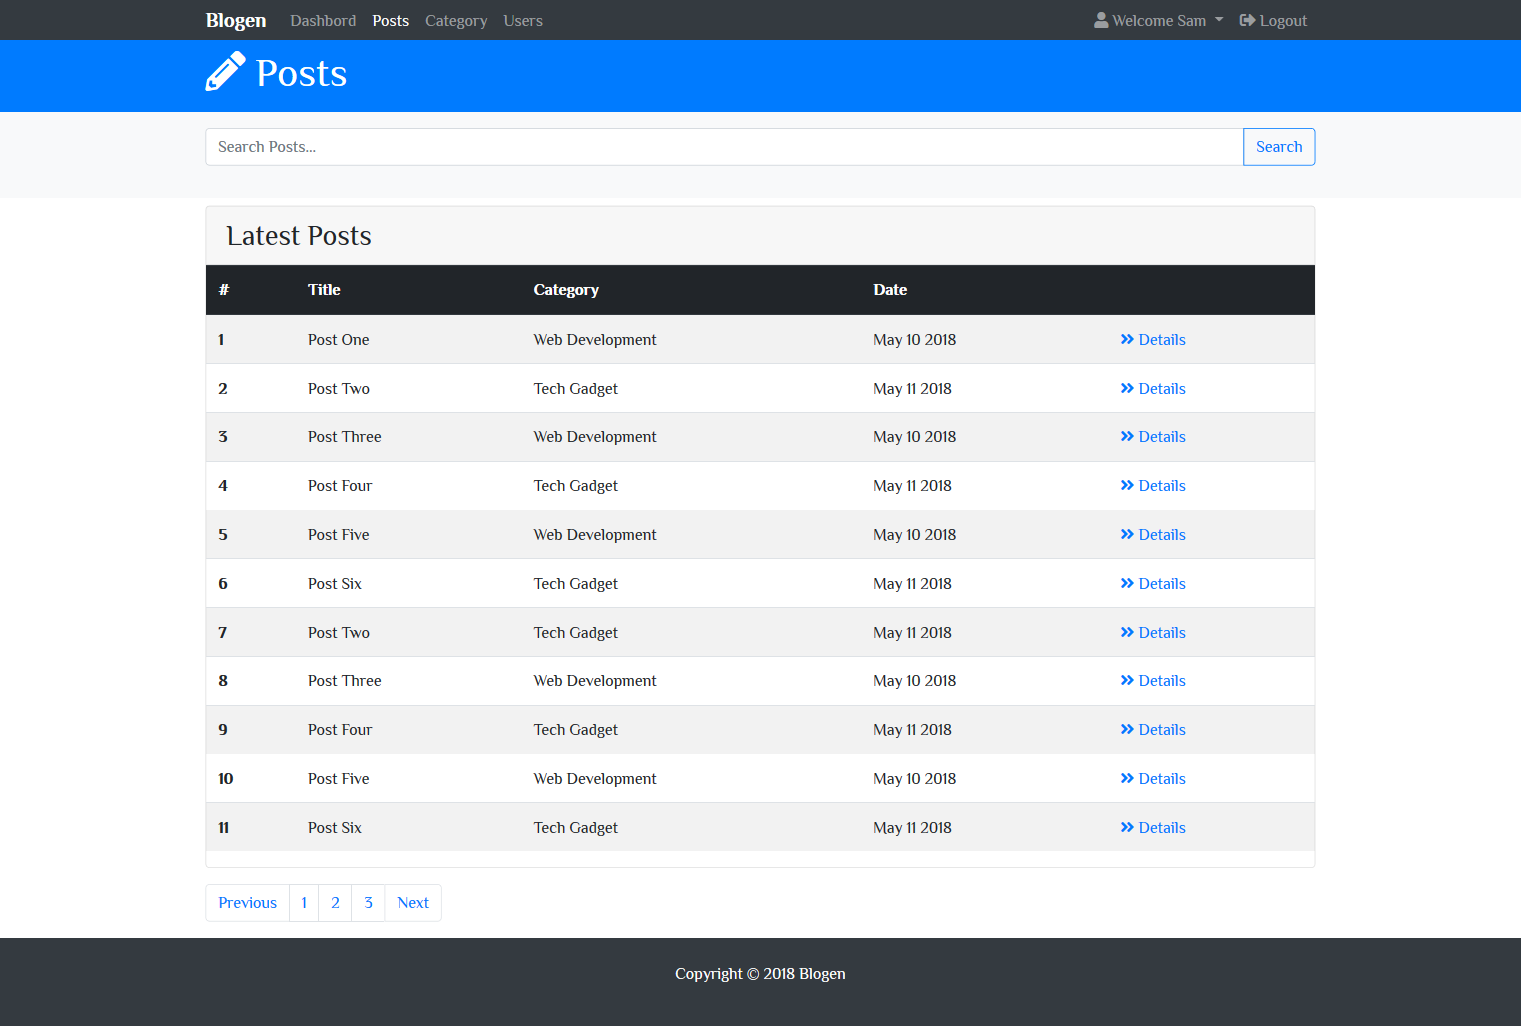 Blogen Dashbord Posts Category Users Welcome Sam Logout
Posts
Search Posts... Search
Latest Posts
# Title Category Date
1 Post One Web Development May 10 2018 Details
2 Post Two Tech Gadget May 11 2018 Details
3 Post Three Web Development May 10 2018 Details
4 Post Four Tech Gadget May 11 2018 Details
5 Post Five Web Development May 10 2018 Details
6 Post Six Tech Gadget May 11 2018 Details
7 Post Two Tech Gadget May 11 2018 Details
8 Post Three Web Development May 10 2018 Details
9 Post Four Tech Gadget May 11 2018 Details
10 Post Five Web Development May 10 2018 Details
11 Post Six Tech Gadget May 11 2018 Details
Previous 1 2 3 Next
Copyright © 2018 Blogen